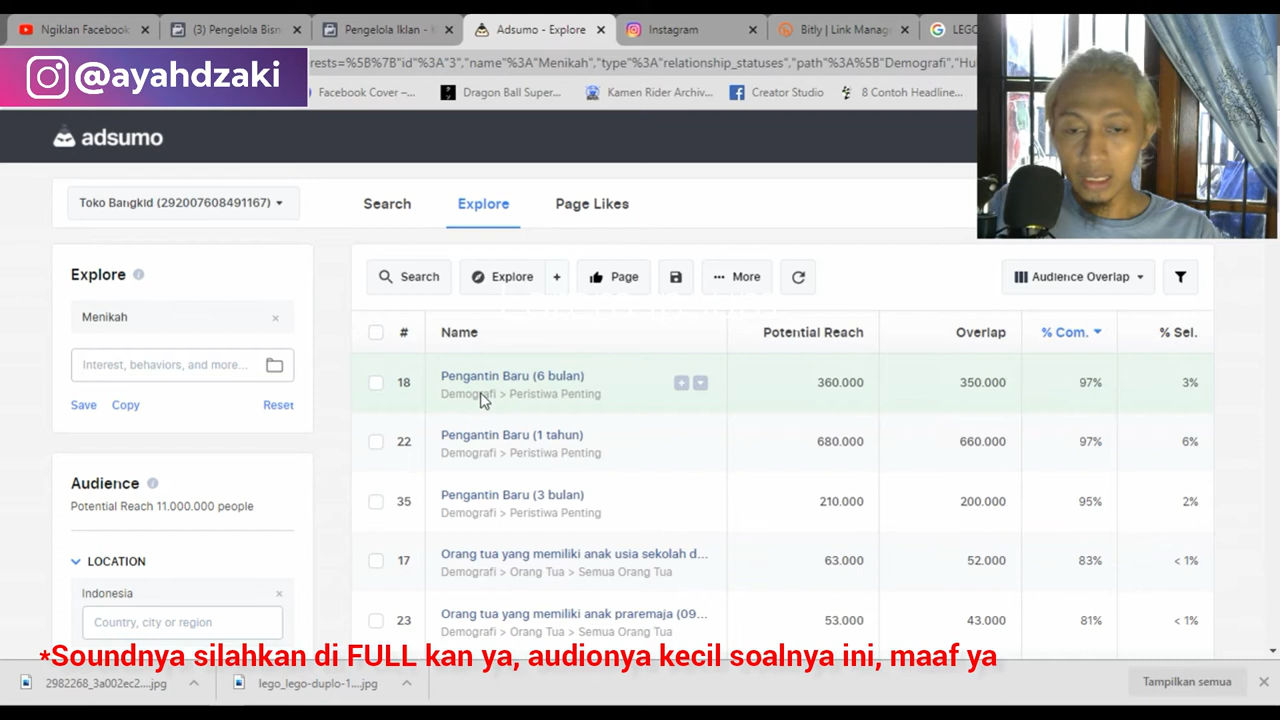 Ngiklan Facebook
(3) Pengelola Bisn
Pengelola Iklan -
Adsumo - Explore
Instagram
Bitly | Link Manag
LEGO
@ayahdzaki
rests=%5B%7B"id"%3A"3","name"%3A"Menikah","type"%3A"relationship_statuses","path"%3A%5B"Demografi","Hu
Facebook Cover –...
Dragon Ball Super...
Kamen Rider Archiv...
Creator Studio
8 Contoh Headline...
adsumo
Toko Bangkid (292007608491167)
Search
Explore
Page Likes
Explore
Menikah
Interest, behaviors, and more...
Save
Copy
Reset
Audience
Potential Reach 11.000.000 people
LOCATION
Indonesia
Country, city or region
Search
Explore
+
Page
More
Audience Overlap
# Name Potential Reach Overlap % Com. % Sel.
18 Pengantin Baru (6 bulan) 360.000 350.000 97% 3%
Demografi > Peristiwa Penting
22 Pengantin Baru (1 tahun) 680.000 660.000 97% 6%
Demografi > Peristiwa Penting
35 Pengantin Baru (3 bulan) 210.000 200.000 95% 2%
Demografi > Peristiwa Penting
17 Orang tua yang memiliki anak usia sekolah d... 63.000 52.000 83% < 1%
Demografi > Orang Tua > Semua Orang Tua
23 Orang tua yang memiliki anak praremaja (09... 53.000 43.000 81% < 1%
Demografi > Orang Tua > Semua Orang Tua
*Soundnya silahkan di FULL kan ya, audionya kecil soalnya ini, maaf ya
2982268_3a002ec2....jpg
lego_lego-duplo-1....jpg
Tampilkan semua